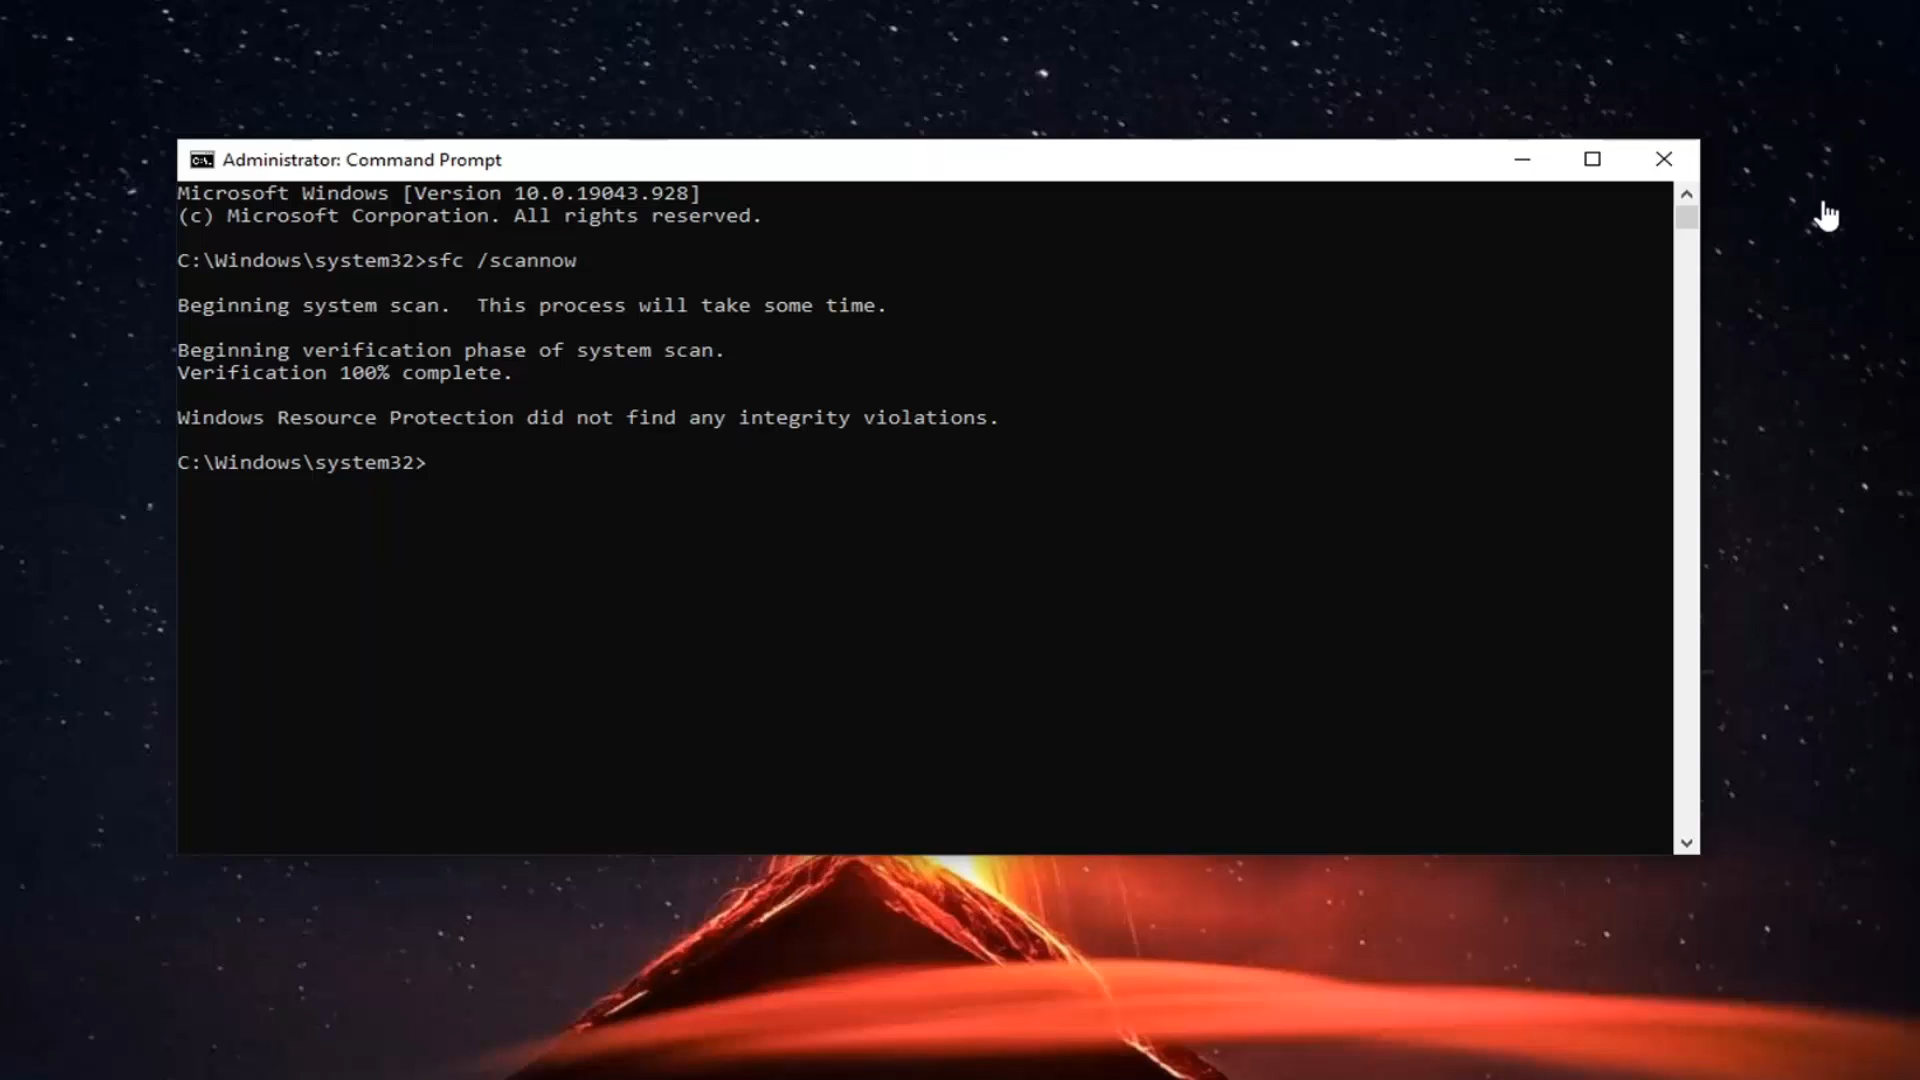 Administrator: Command Prompt
Microsoft Windows [Version 10.0.19043.928]
(c) Microsoft Corporation. All rights reserved.
C:\Windows\system32>sfc /scannow
Beginning system scan.  This process will take some time.
Beginning verification phase of system scan.
Verification 100% complete.
Windows Resource Protection did not find any integrity violations.
C:\Windows\system32>